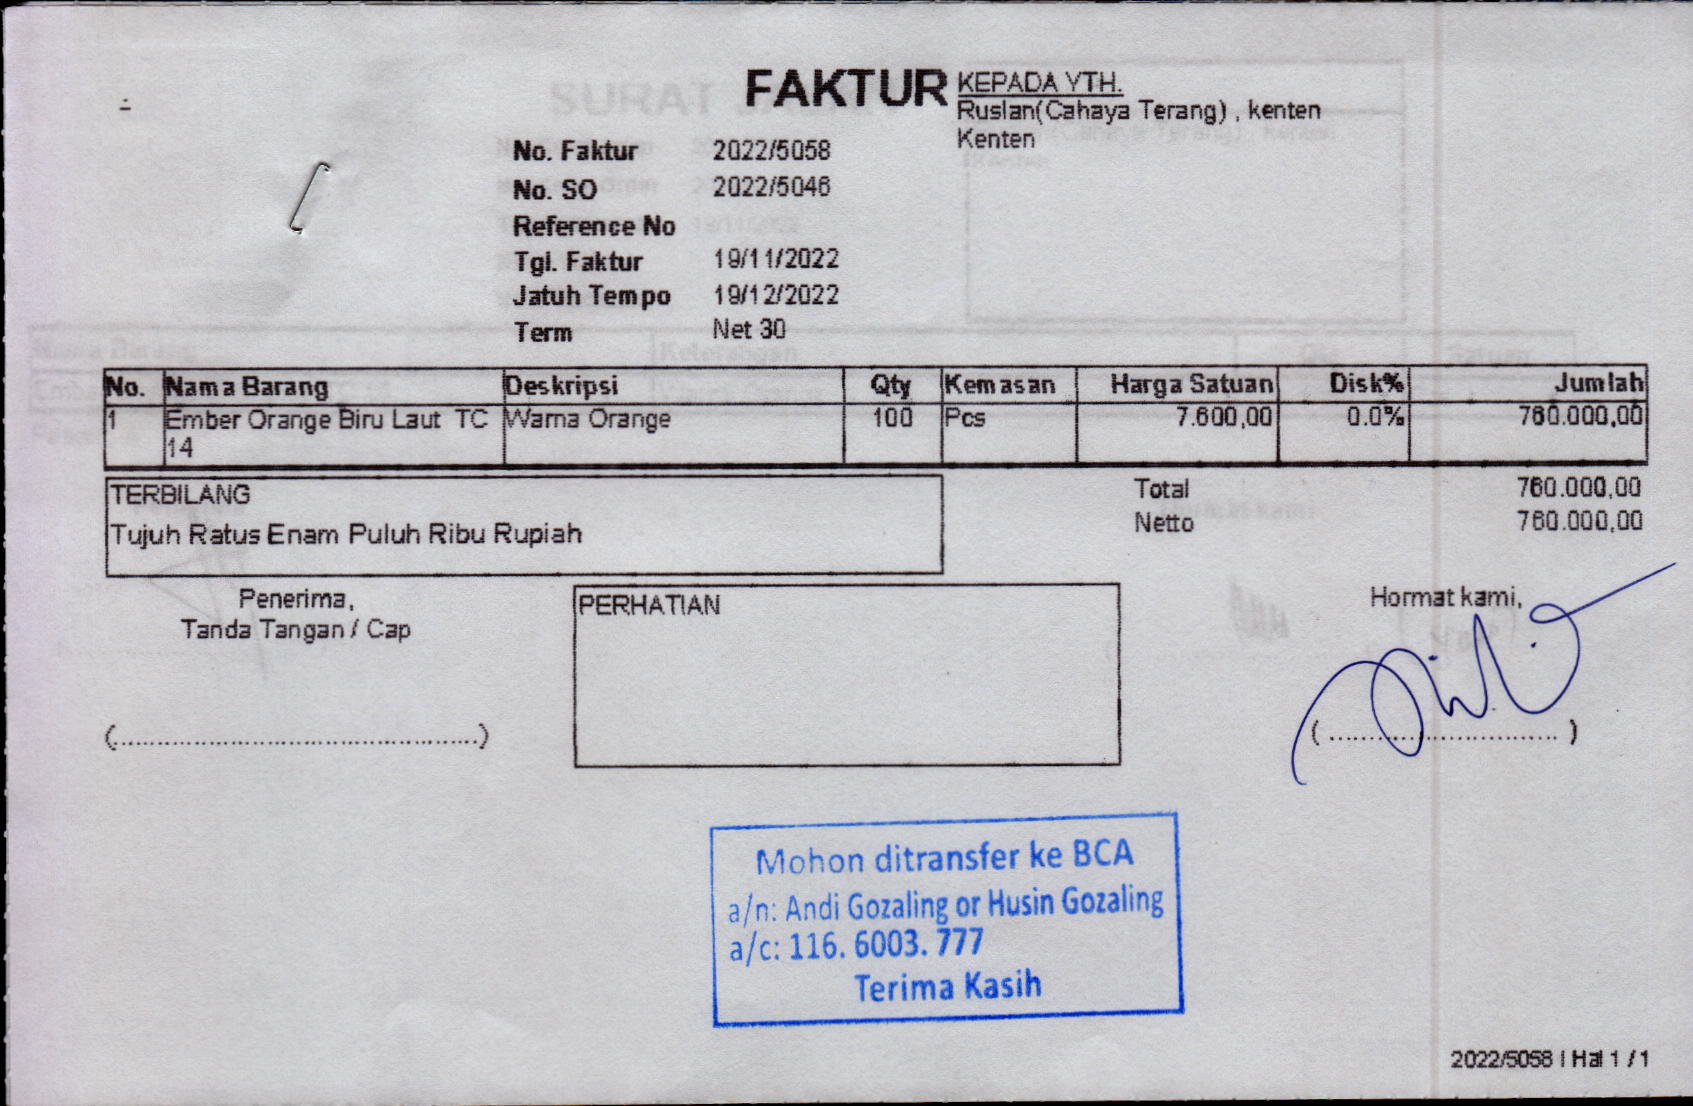 FAKTUR
KEPADA YTH.
Ruslan(Cahaya Terang) , kenten
Kenten
No. Faktur 2022/5058
No. SO 2022/5046
Reference No
Tgl. Faktur 19/11/2022
Jatuh Tempo 19/12/2022
Term Net 30
No. Nama Barang Deskripsi Qty Kemasan Harga Satuan Disk% Jumlah
1 Ember Orange Biru Laut TC Warna Orange 100 Pcs 7.600,00 0.0% 760.000,00
14
TERBILANG
Tujuh Ratus Enam Puluh Ribu Rupiah
Total 760.000,00
Netto 760.000,00
Penerima,
Tanda Tangan / Cap
PERHATIAN
Hormat kami,
(..............................................)
( .............................. )
Mohon ditransfer ke BCA
a/n: Andi Gozaling or Husin Gozaling
a/c: 116. 6003. 777
Terima Kasih
2022/5058 | Hal 1 / 1